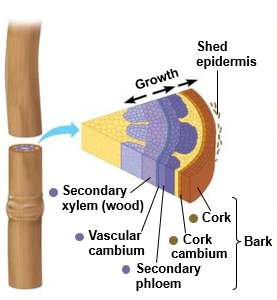 Shed
epidermis
Growth
Secondary
xylem (wood)
Vascular
cambium
Secondary
phloem
Cork
cambium
Cork
Bark